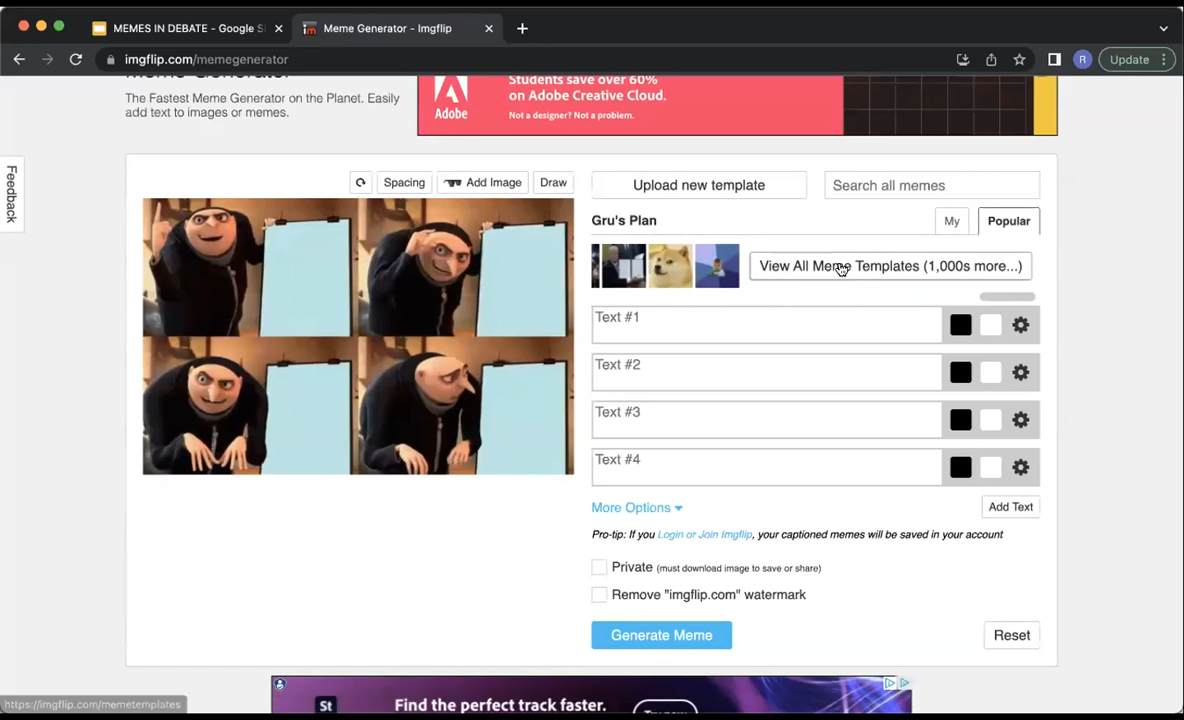 MEMES IN DEBATE - Google Sl
Meme Generator - Imgflip
imgflip.com/memegenerator
R
Update
Meme Generator
The Fastest Meme Generator on the Planet. Easily
add text to images or memes.
Adobe
Students save over 60%
on Adobe Creative Cloud.
Not a designer? Not a problem.
Feedback
Spacing
Add Image
Draw
Upload new template
Search all memes
Gru's Plan
My
Popular
View All Meme Templates (1,000s more...)
Text #1
Text #2
Text #3
Text #4
More Options
Add Text
Pro-tip: If you Login or Join Imgflip, your captioned memes will be saved in your account
Private (must download image to save or share)
Remove "imgflip.com" watermark
Generate Meme
Reset
St
Find the perfect track faster.
https://imgflip.com/memetemplates